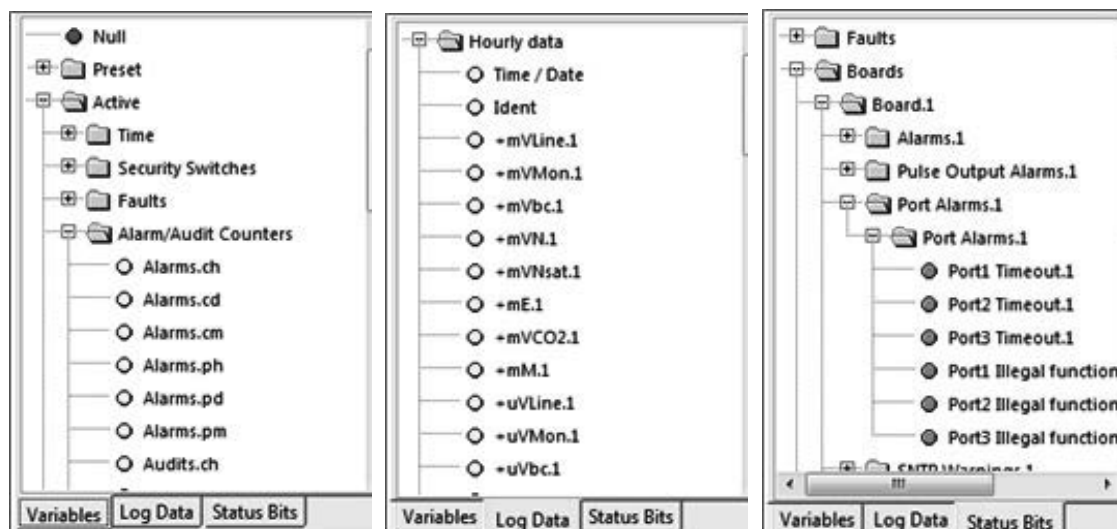 Null
Preset
Active
Time
Security Switches
Faults
Alarm/Audit Counters
Alarms.ch
Alarms.cd
Alarms.cm
Alarms.ph
Alarms.pd
Alarms.pm
Audits.ch
Variables Log Data Status Bits
Hourly data
Time / Date
Ident
+mVLine.1
+mVMon.1
+mVbc.1
+mVN.1
+mVNsat.1
+mE.1
+mVCO2.1
+mM.1
+uVLine.1
+uVMon.1
+uVbc.1
Variables Log Data Status Bits
Faults
Boards
Board.1
Alarms.1
Pulse Output Alarms.1
Port Alarms.1
Port Alarms.1
Port1 Timeout.1
Port2 Timeout.1
Port3 Timeout.1
Port1 Illegal function
Port2 Illegal function
Port3 Illegal function
SNTP Warnings.1
Variables Log Data Status Bits